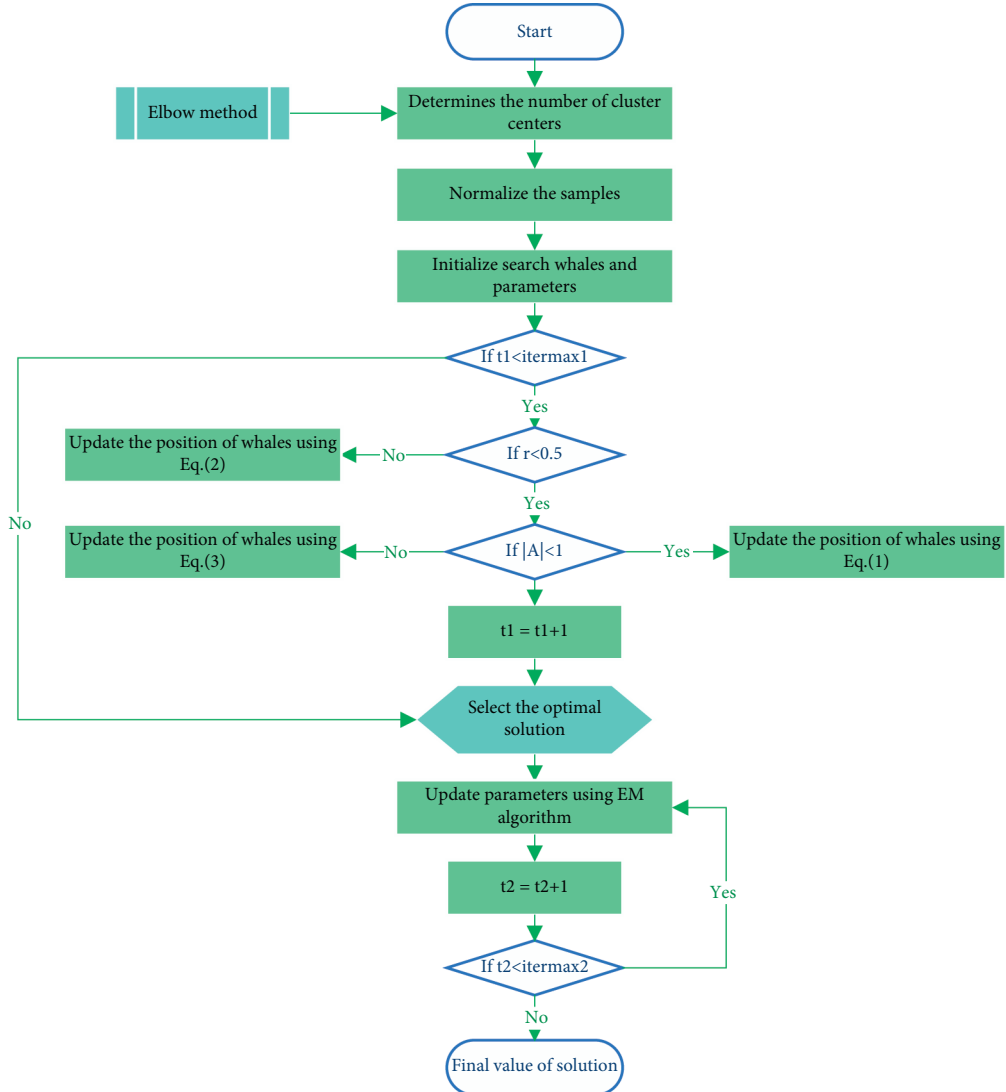 Start
Elbow method
Determines the number of cluster
centers
Normalize the samples
Initialize search whales and
parameters
If t1<itermax1
Yes
Update the position of whales using
Eq.(2)
No
If r<0.5
Yes
No
Update the position of whales using
Eq.(3)
No
If |A|<1
Yes
Update the position of whales using
Eq.(1)
t1 = t1+1
Select the optimal
solution
Update parameters using EM
algorithm
t2 = t2+1
Yes
If t2<itermax2
No
Final value of solution